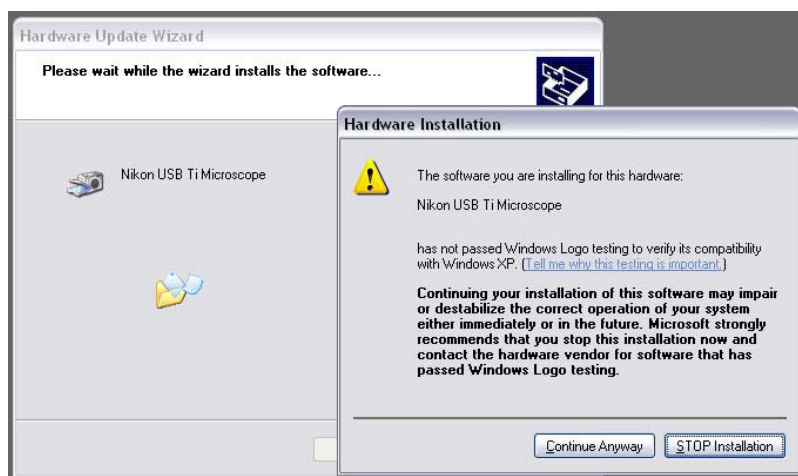 Hardware Update Wizard
Please wait while the wizard installs the software...
Nikon USB Ti Microscope
Hardware Installation
The software you are installing for this hardware:
Nikon USB Ti Microscope
has not passed Windows Logo testing to verify its compatibility
with Windows XP. (Tell me why this testing is important.)
Continuing your installation of this software may impair
or destabilize the correct operation of your system
either immediately or in the future. Microsoft strongly
recommends that you stop this installation now and
contact the hardware vendor for software that has
passed Windows Logo testing.
Continue Anyway
STOP Installation